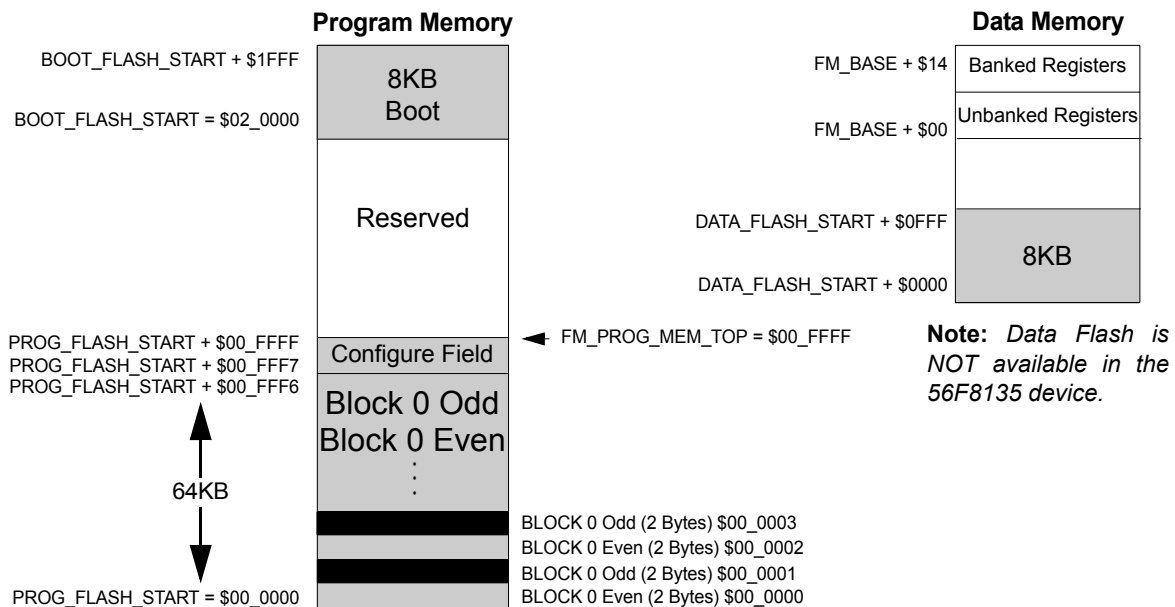 Program Memory
BOOT_FLASH_START + $1FFF
8KB
Boot
BOOT_FLASH_START = $02_0000
Reserved
PROG_FLASH_START + $00_FFFF
FM_PROG_MEM_TOP = $00_FFFF
Configure Field
PROG_FLASH_START + $00_FFF7
PROG_FLASH_START + $00_FFF6
Block 0 Odd
Block 0 Even
64KB
BLOCK 0 Odd (2 Bytes) $00_0003
BLOCK 0 Even (2 Bytes) $00_0002
BLOCK 0 Odd (2 Bytes) $00_0001
PROG_FLASH_START = $00_0000
BLOCK 0 Even (2 Bytes) $00_0000
Data Memory
FM_BASE + $14
Banked Registers
Unbanked Registers
FM_BASE + $00
DATA_FLASH_START + $0FFF
8KB
DATA_FLASH_START + $0000
Note: Data Flash is
NOT available in the
56F8135 device.